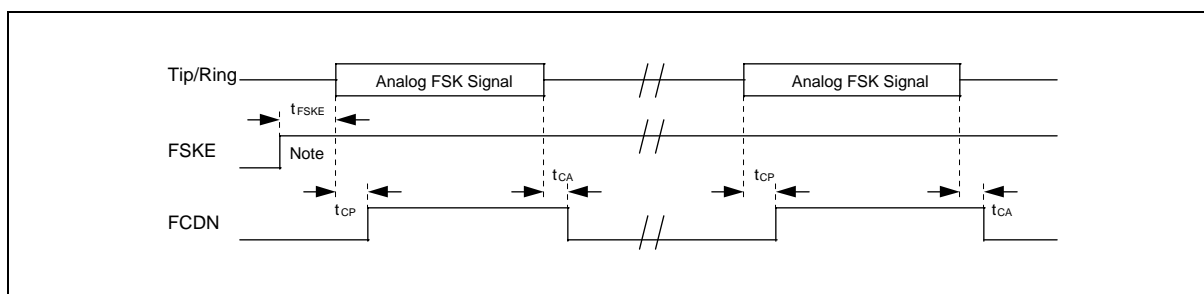 Tip/Ring
Analog FSK Signal
Analog FSK Signal
tFSKE
FSKE
Note
tCA
tCP
tCP
tCA
FCDN